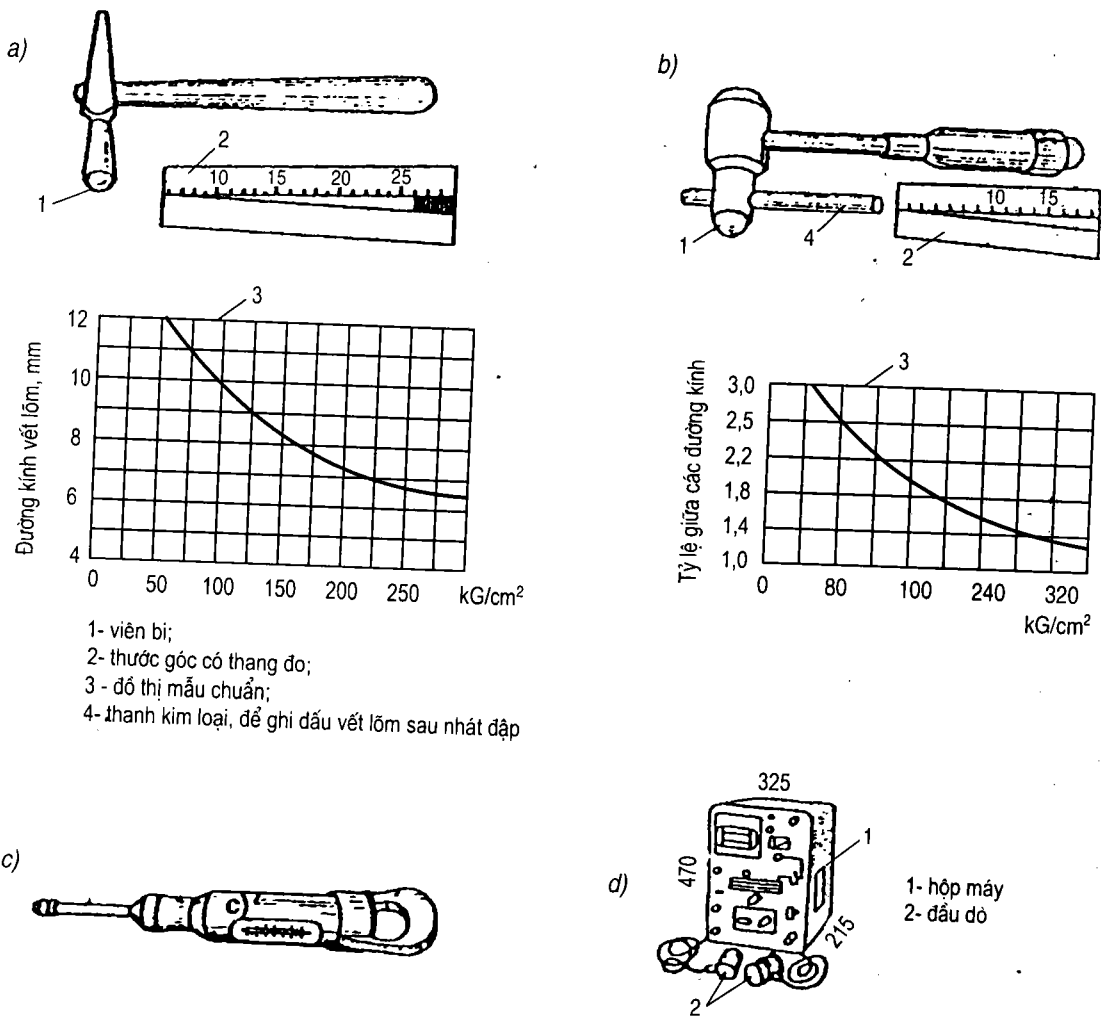 a)
2
10 15 20 25
1
b)
10 15
1
4
2
3
12
10
8
6
4
Đường kính vết lõm, mm
0 50 100 150 200 250 kG/cm²
3
3,0
2,5
2,2
1,8
1,4
1,0
Tỷ lệ giữa các đường kính
0 80 100 240 320
kG/cm²
1- viên bi;
2- thước góc có thang đo;
3 - đồ thị mẫu chuẩn;
4- thanh kim loại, để ghi dấu vết lõm sau nhát đập
c)
C
d)
325
470
215
1
2
1- hộp máy
2- đầu dò